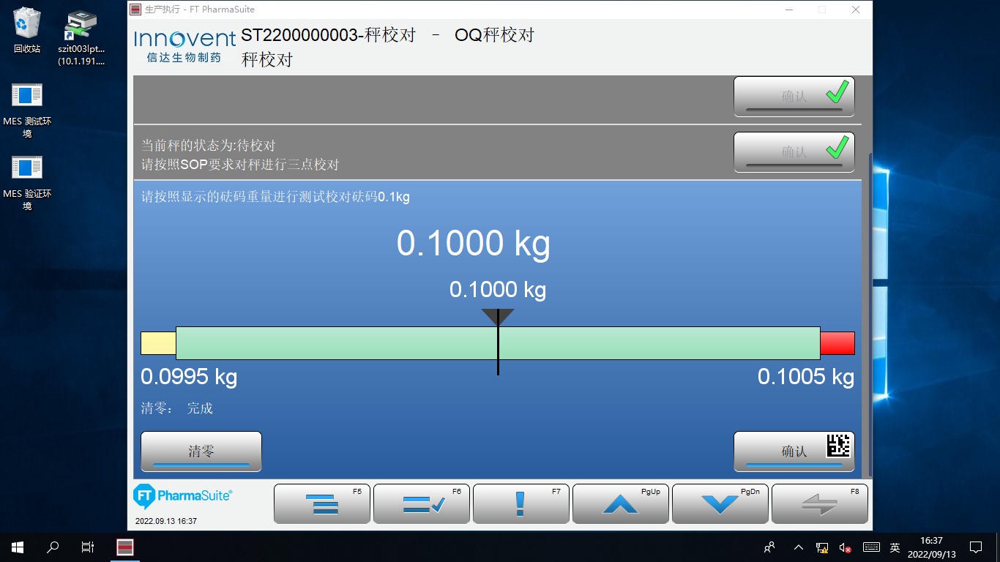 回收站
szit003lpt...
(10.1.191....
MES 测试环
境
MES 验证环
境
生产执行 - FT PharmaSuite
Innovent
信达生物制药
ST2200000003-秤校对 - OQ秤校对
秤校对
确认
当前秤的状态为:待校对
请按照SOP要求对秤进行三点校对
确认
请按照显示的砝码重量进行测试校对砝码0.1kg
0.1000 kg
0.1000 kg
0.0995 kg
0.1005 kg
清零： 完成
清零
确认
FT PharmaSuite®
2022.09.13 16:37
F5
F6
F7
PgUp
PgDn
F8
英
16:37
2022/09/13